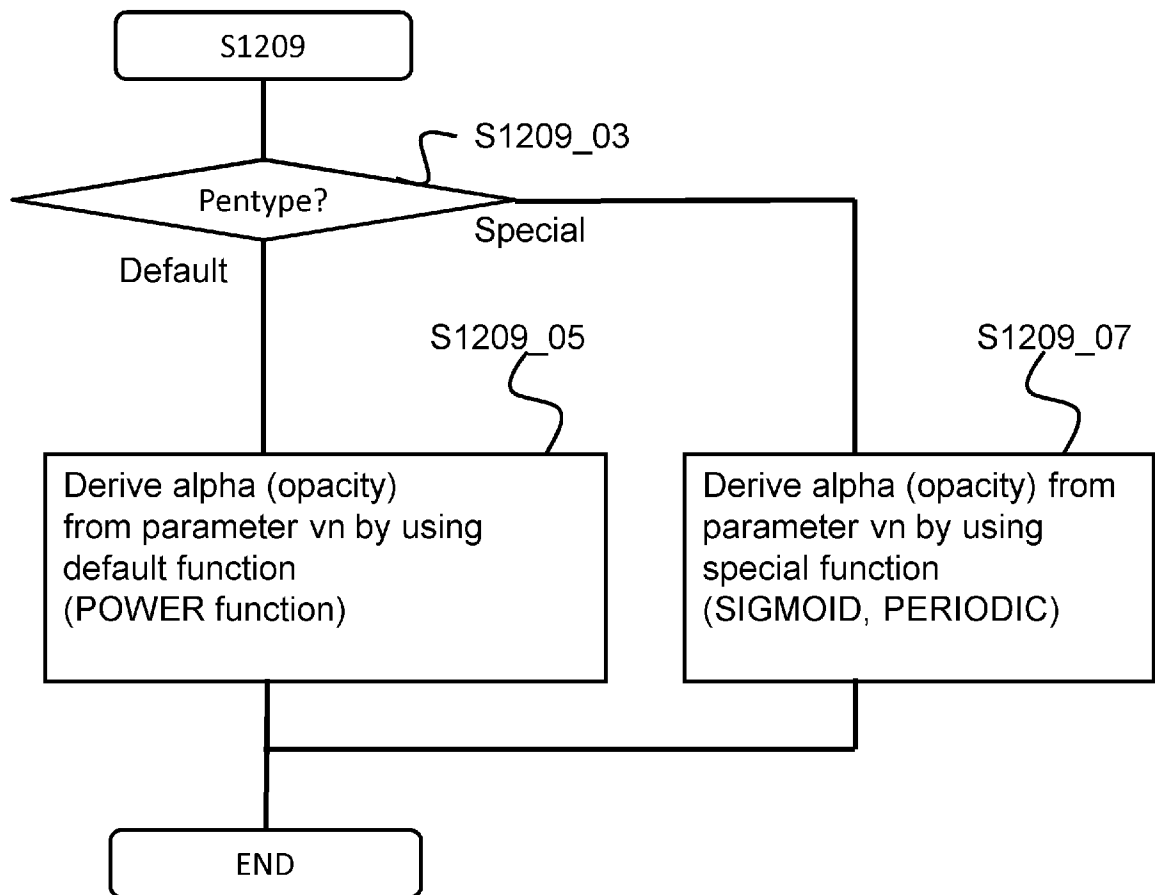 S1209
S1209_03
Pentype?
Special
Default
S1209_05
S1209_07
Derive alpha (opacity)
from parameter vn by using
default function
(POWER function)
Derive alpha (opacity) from
parameter vn by using
special function
(SIGMOID, PERIODIC)
END